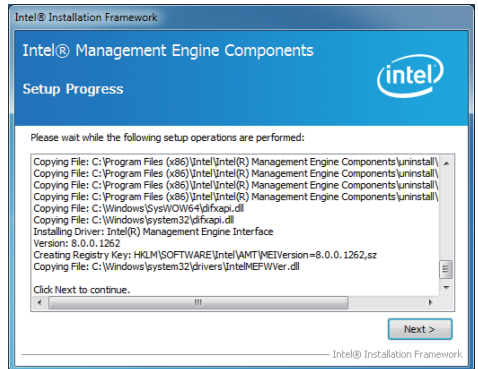 Intel® Installation Framework
Intel® Management Engine Components
intel
Setup Progress
Please wait while the following setup operations are performed:
Copying File: C:\Program Files (x86)\Intel\Intel(R) Management Engine Components\uninstall\
Copying File: C:\Program Files (x86)\Intel\Intel(R) Management Engine Components\uninstall\
Copying File: C:\Program Files (x86)\Intel\Intel(R) Management Engine Components\uninstall\
Copying File: C:\Program Files (x86)\Intel\Intel(R) Management Engine Components\uninstall\
Copying File: C:\Windows\SysWOW64\difxapi.dll
Copying File: C:\Windows\system32\difxapi.dll
Installing Driver: Intel(R) Management Engine Interface
Version: 8.0.0.1262
Creating Registry Key: HKLM\SOFTWARE\Intel\AMT\MEIVersion=8.0.0.1262,sz
Copying File: C:\Windows\system32\drivers\IntelMEFWVer.dll
Click Next to continue.
Next >
Intel® Installation Framework